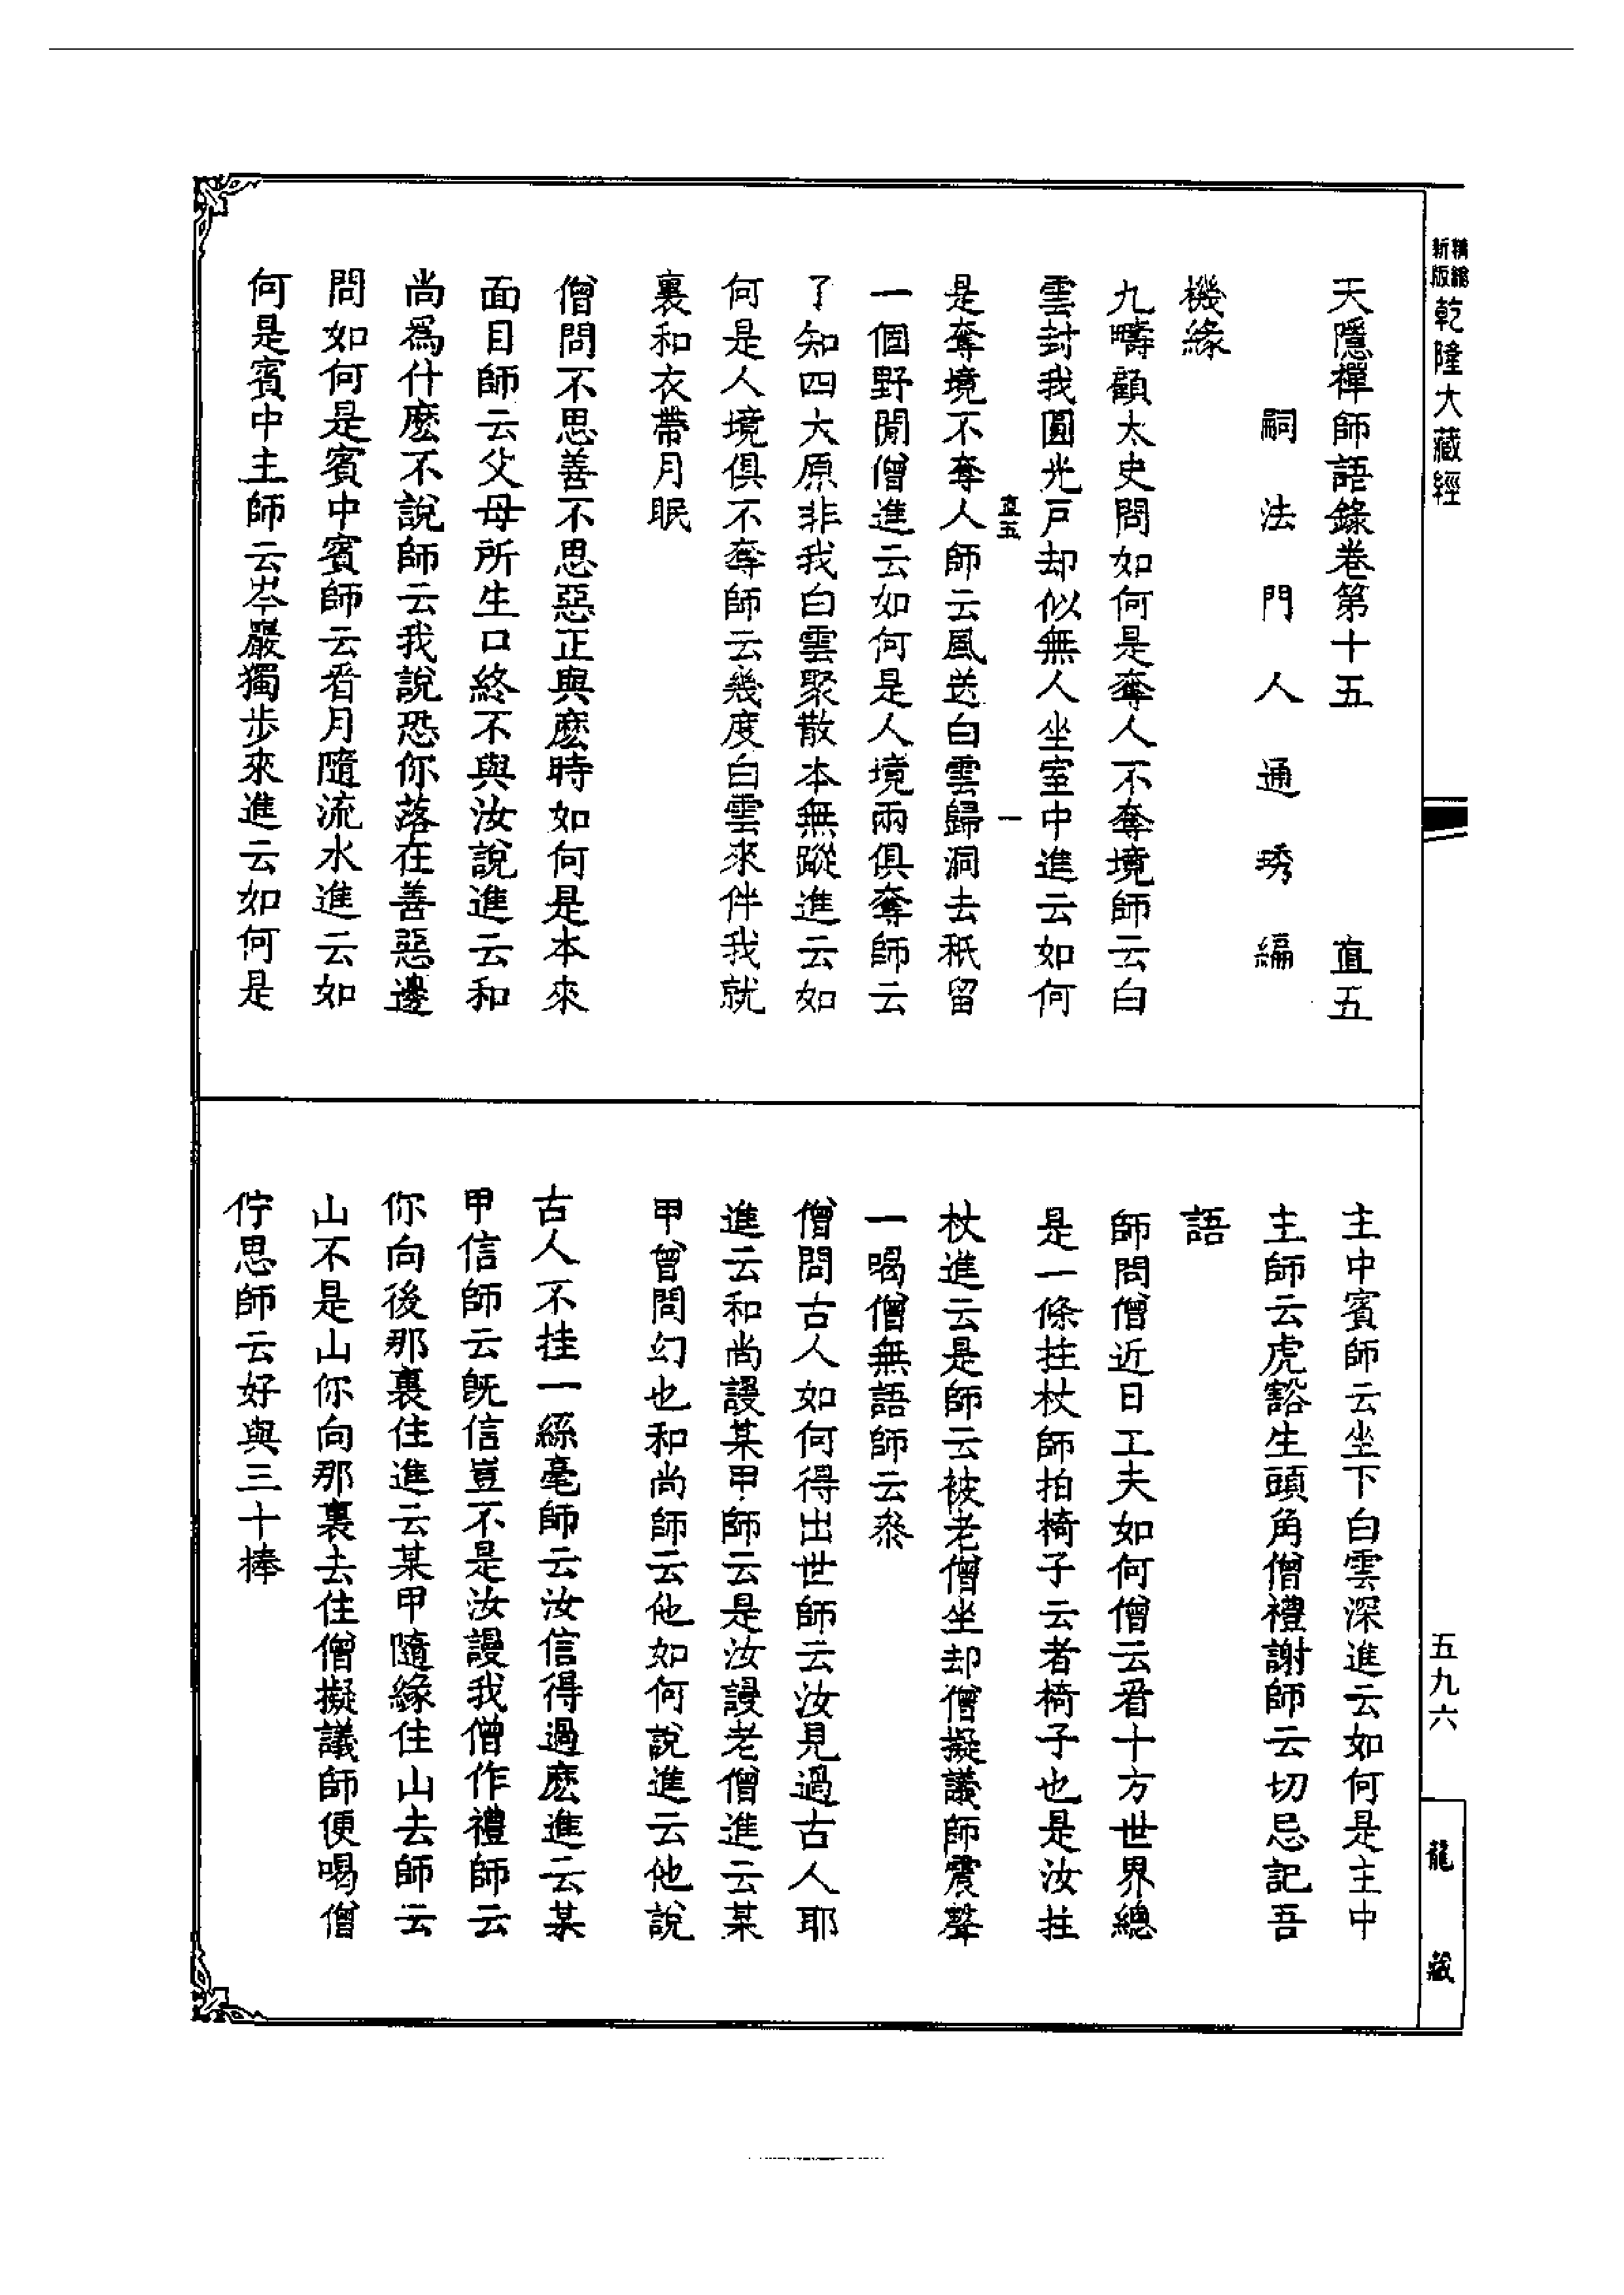 精縮新版乾隆大藏經
五九六
龍藏
天隱禪師語錄卷第十五　直五
嗣法門人通琇編
機緣
九疇顧太史問如何是奪人不奪境師云白
雲封我圓光戶却似無人坐室中進云如何
直五　一
是奪境不奪人師云風送白雲歸洞去秖留
一個野閒僧進云如何是人境兩俱奪師云
了知四大原非我白雲聚散本無蹤進云如
何是人境俱不奪師云幾度白雲來伴我就
裏和衣帶月眠
僧問不思善不思惡正與麽時如何是本來
面目師云父母所生口終不與汝說進云和
尚爲什麽不說師云我說恐你落在善惡邊
問如何是賓中賓師云看月隨流水進云如
何是賓中主師云岑巖獨步來進云如何是
主中賓師云坐下白雲深進云如何是主中
主師云虎豁生頭角僧禮謝師云切忌記吾
語
師問僧近日工夫如何僧云看十方世界總
是一條拄杖師拍椅子云者椅子也是汝拄
杖進云是師云被老僧坐却僧擬議師震聲
一喝僧無語師云叅
僧問古人如何得出世師云汝見過古人耶
進云和尚謾某甲師云是汝謾老僧進云某
甲曾問幻也和尚師云他如何說進云他說
古人不挂一絲毫師云汝信得過麽進云某
甲信師云旣信豈不是汝謾我僧作禮師云
你向後那裏住進云某甲隨緣住山去師云
山不是山你向那裏去住僧擬議師便喝僧
佇思師云好與三十棒